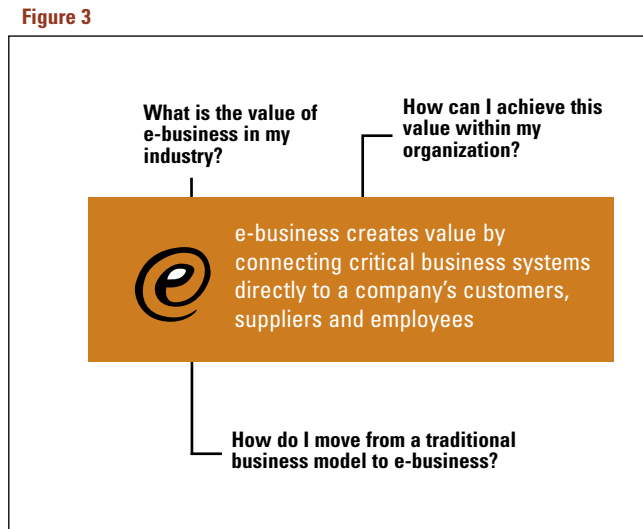 Figure 3
What is the value of
e-business in my
industry?
How can I achieve this
value within my
organization?
e
e-business creates value by
connecting critical business systems
directly to a company's customers,
suppliers and employees
How do I move from a traditional
business model to e-business?